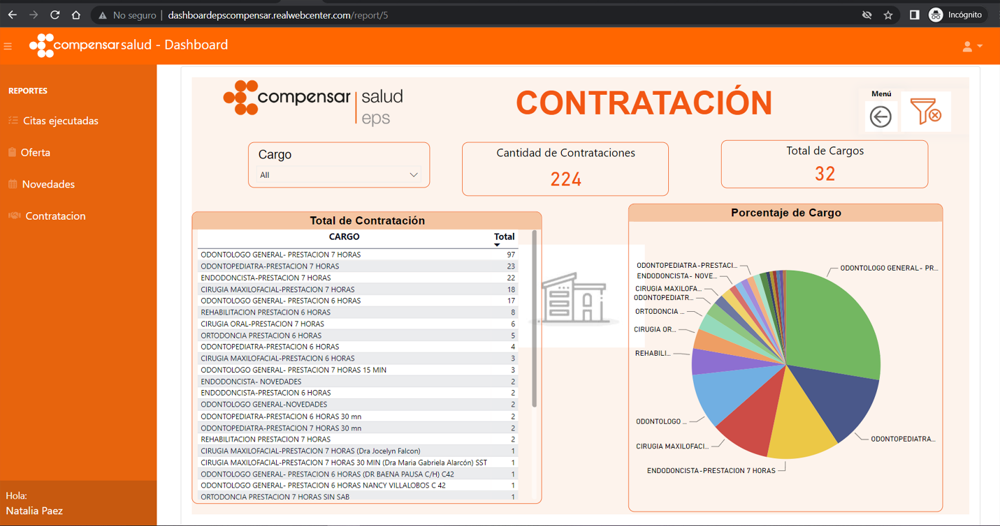 No seguro | dashboardepscompensar.realwebcenter.com/report/5
Incógnito
compensar salud - Dashboard
REPORTES
Citas ejecutadas
Oferta
Novedades
Contratacion
Hola:
Natalia Paez
compensar salud
eps
CONTRATACIÓN
Menú
Cargo
All
Cantidad de Contrataciones
224
Total de Cargos
32
Total de Contratación
CARGO Total
ODONTOLOGO GENERAL- PRESTACION 7 HORAS 97
ODONTOPEDIATRA-PRESTACION 7 HORAS 23
ENDODONCISTA-PRESTACION 7 HORAS 22
CIRUGIA MAXILOFACIAL-PRESTACION 7 HORAS 18
ODONTOLOGO GENERAL- PRESTACION 6 HORAS 17
REHABILITACION PRESTACION 6 HORAS 8
CIRUGIA ORAL-PRESTACION 7 HORAS 6
ORTODONCIA PRESTACION 6 HORAS 5
ODONTOPEDIATRA-PRESTACION 6 HORAS 4
CIRUGIA MAXILOFACIAL-PRESTACION 6 HORAS 3
ODONTOLOGO GENERAL- PRESTACION 7 HORAS 15 MIN 3
ENDODONCISTA- NOVEDADES 2
ENDODONCISTA-PRESTACION 6 HORAS 2
ODONTOLOGO GENERAL-NOVEDADES 2
ODONTOPEDIATRA-PRESTACION 6 HORAS 30 mn 2
ODONTOPEDIATRA-PRESTACION 7 HORAS 30 mn 2
REHABILITACION PRESTACION 7 HORAS 2
CIRUGIA MAXILOFACIAL-PRESTACION 7 HORAS (Dra Jocelyn Falcon) 1
CIRUGIA MAXILOFACIAL-PRESTACION 7 HORAS 30 MIN (Dra Maria Gabriela Alarcón) SST 1
ODONTOLOGO GENERAL- PRESTACION 6 HORAS (DR BAENA PAUSA C/H) C42 1
ODONTOLOGO GENERAL- PRESTACION 6 HORAS NANCY VILLALOBOS C 42 1
ORTODONCIA PRESTACION 7 HORAS SIN SAB 1
Porcentaje de Cargo
ODONTOPEDIATRA-PRESTACI...
ENDODONCISTA- NOVE...
CIRUGIA MAXILOFA...
ODONTOPEDIATR...
ORTODONCIA ...
CIRUGIA OR...
REHABILI...
ODONTOLOGO ...
CIRUGIA MAXILOFACI...
ENDODONCISTA-PRESTACION 7 HORAS
ODONTOLOGO GENERAL- PR...
ODONTOPEDIATRA...